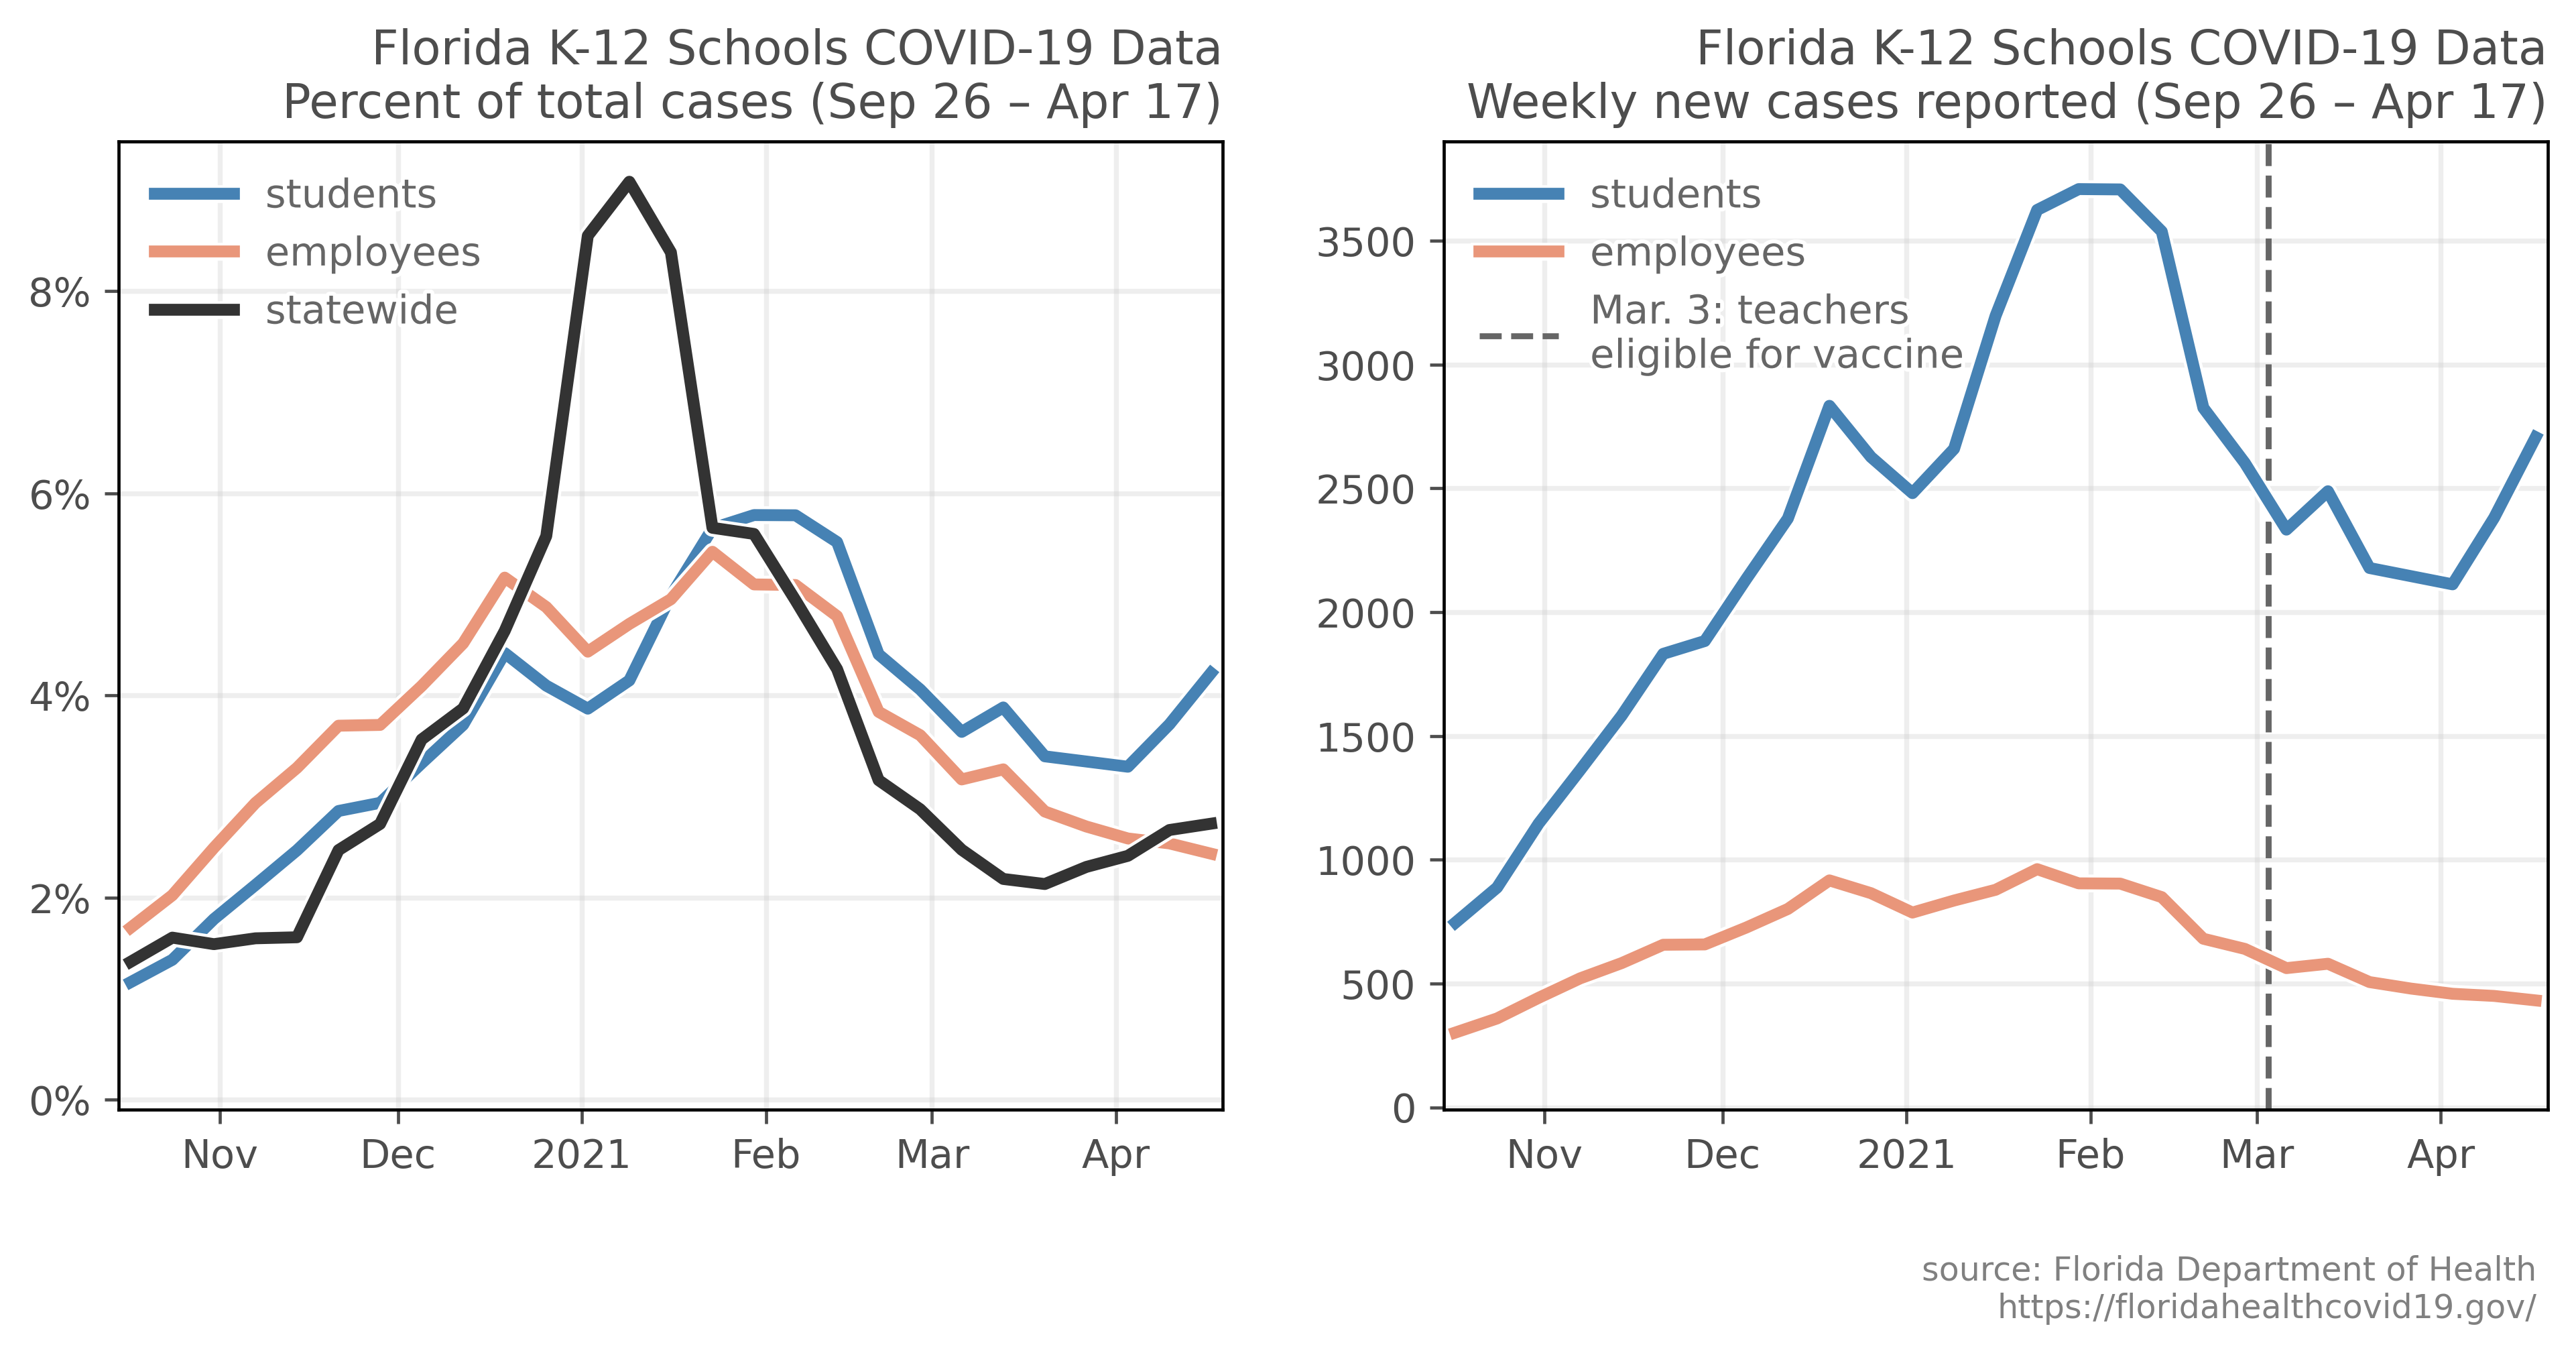 Florida K-12 Schools COVID-19 Data
Percent of total cases (Sep 26 – Apr 17)
students
employees
statewide
8%
6%
4%
2%
0%
Nov
Dec
2021
Feb
Mar
Apr
Florida K-12 Schools COVID-19 Data
Weekly new cases reported (Sep 26 – Apr 17)
students
employees
Mar. 3: teachers
eligible for vaccine
3500
3000
2500
2000
1500
1000
500
0
Nov
Dec
2021
Feb
Mar
Apr
source: Florida Department of Health
https://floridahealthcovid19.gov/